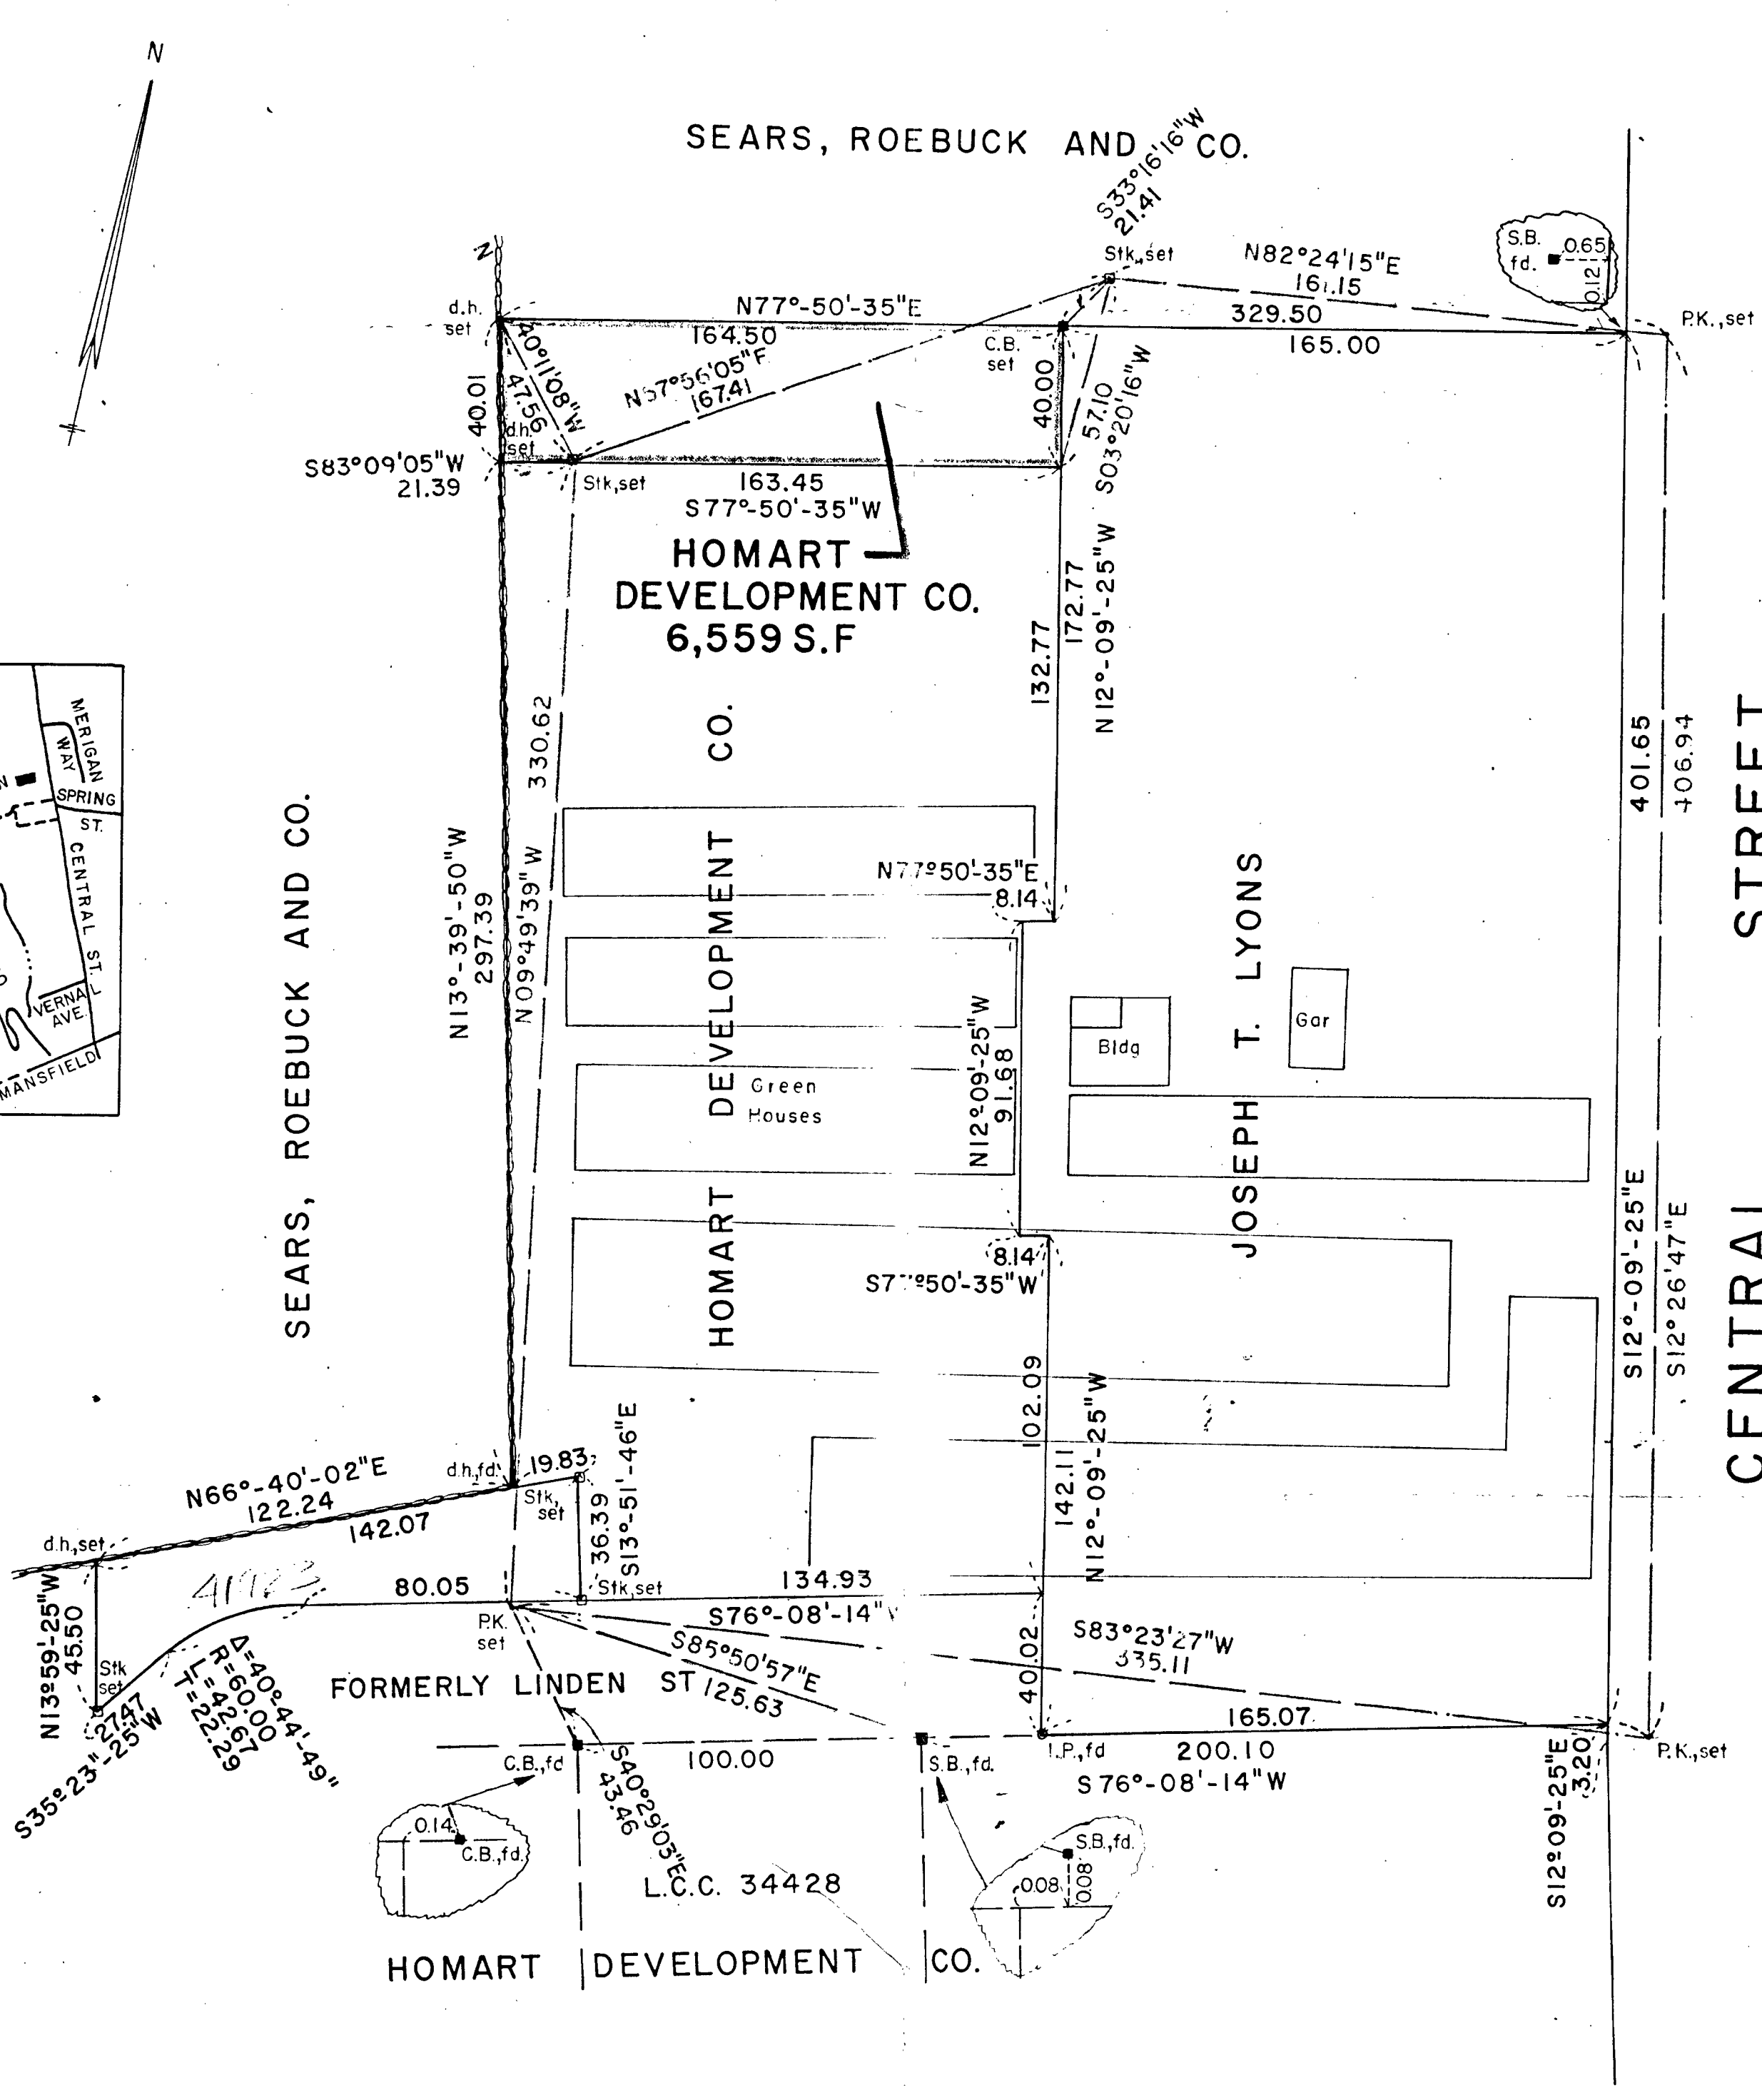 N
SEARS, ROEBUCK AND CO.
S33°16'16"W
21.41
Stk., set
N82°24'15"E
161.15
329.50
165.00
S.B.
fd.
0.65
0.12
P.K., set
d.h.
set
N77°-50'-35"E
164.50
C.B.
set
40.01
40°11'08"W
47.56
167.41
40.00
57.10
S03°20'16"W
d.h.
set
S83°09'05"W
21.39
Stk, set
163.45
S77°-50'-35"W
HOMART
DEVELOPMENT CO.
6,559 S.F
132.77
172.77
N12°-09'-25"W
330.62
N09°49'39"W
N13°-39'-50"W
297.39
SEARS, ROEBUCK AND CO.
HOMART DEVELOPMENT CO.
JOSEPH T. LYONS
401.65
406.94
S12°-09'-25"E
S12°26'47"E
CENTRAL STREET
MERIGAN
WAY
SPRING
ST.
CENTRAL ST.
VERNAL
AVE.
MANSFIELD
N77°50'-35"E
8.14
N12°09'-25"W
91.68
Bldg
Gar
Green
Houses
8.14
50'-35"W
102.09
142.11
N12°-09'-25"W
N66°-40'-02"E
122.24
142.07
d.h., fd.
19.83
Stk,
set
36.39
S13°-51'-46"E
d.h., set
41923
80.05
Stk, set
134.93
S76°-08'-14"
P.K.
set
N13°59'-25"W
45.50
Stk
set
27.47
S35°23'-25"W
Δ=40°-44'-49"
R=60.00
L=42.67
T=22.29
FORMERLY LINDEN ST
S85°50'57"E
125.63
S83°23'27"W
335.11
40.02
165.07
200.10
S76°-08'-14"W
I.P., fd
P.K., set
S12°09'-25"E
3.20
C.B., fd
100.00
S.B., fd.
S40°29'03"E
43.46
0.14
C.B., fd.
L.C.C. 34428
S.B., fd.
0.08
0.08
HOMART DEVELOPMENT CO.